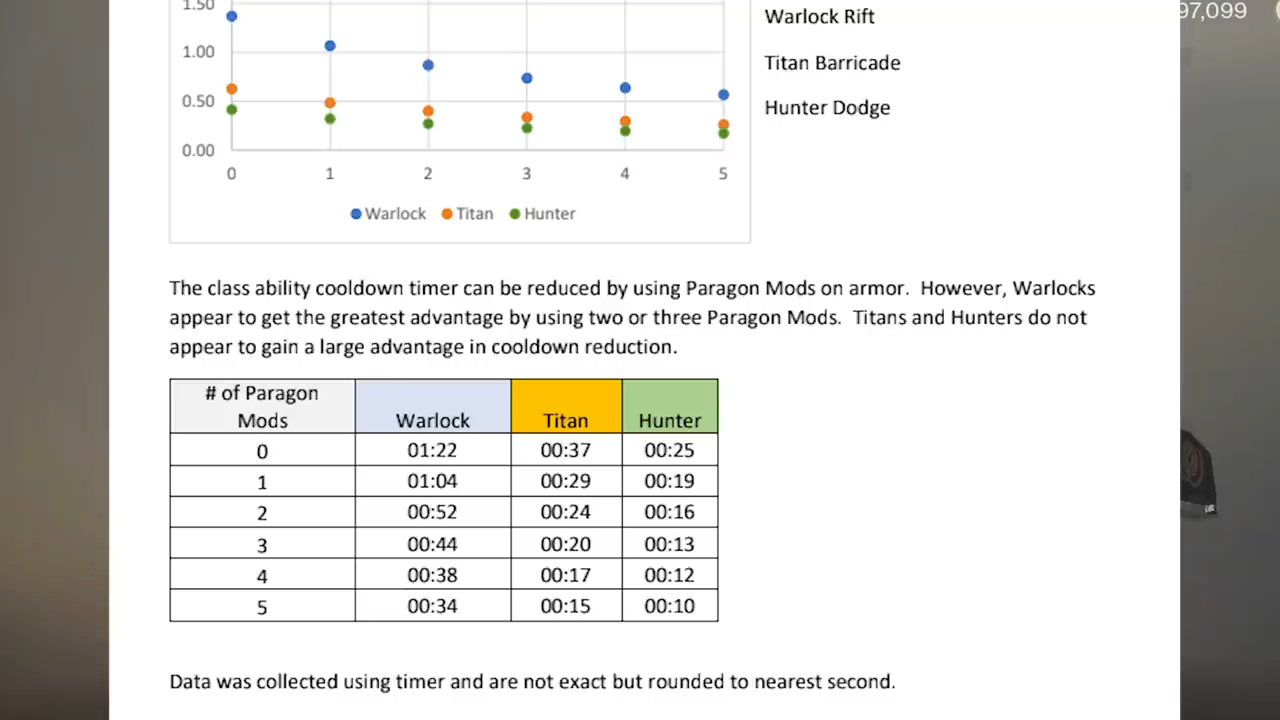 1.50
Warlock Rift
97,099
1.00
Titan Barricade
0.50
Hunter Dodge
0.00
0 1 2 3 4 5
Warlock Titan Hunter
The class ability cooldown timer can be reduced by using Paragon Mods on armor. However, Warlocks
appear to get the greatest advantage by using two or three Paragon Mods. Titans and Hunters do not
appear to gain a large advantage in cooldown reduction.
# of Paragon
Mods Warlock Titan Hunter
0 01:22 00:37 00:25
1 01:04 00:29 00:19
2 00:52 00:24 00:16
3 00:44 00:20 00:13
4 00:38 00:17 00:12
5 00:34 00:15 00:10
Data was collected using timer and are not exact but rounded to nearest second.